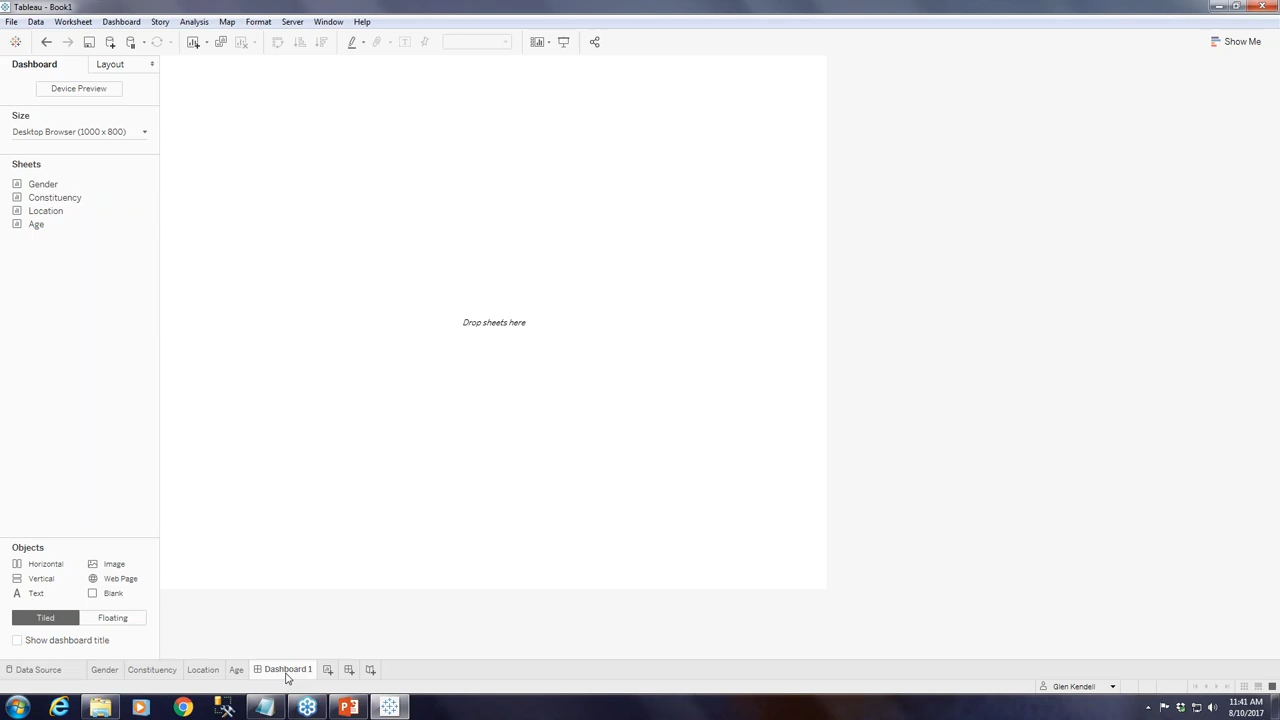 Tableau - Book1
File Data Worksheet Dashboard Story Analysis Map Format Server Window Help
Show Me
Dashboard Layout
Device Preview
Size
Desktop Browser (1000 x 800)
Sheets
Gender
Constituency
Location
Age
Drop sheets here
Objects
Horizontal Image
Vertical Web Page
A Text Blank
Tiled Floating
Show dashboard title
Data Source Gender Constituency Location Age Dashboard 1
Glen Kendell
11:41 AM
8/10/2017